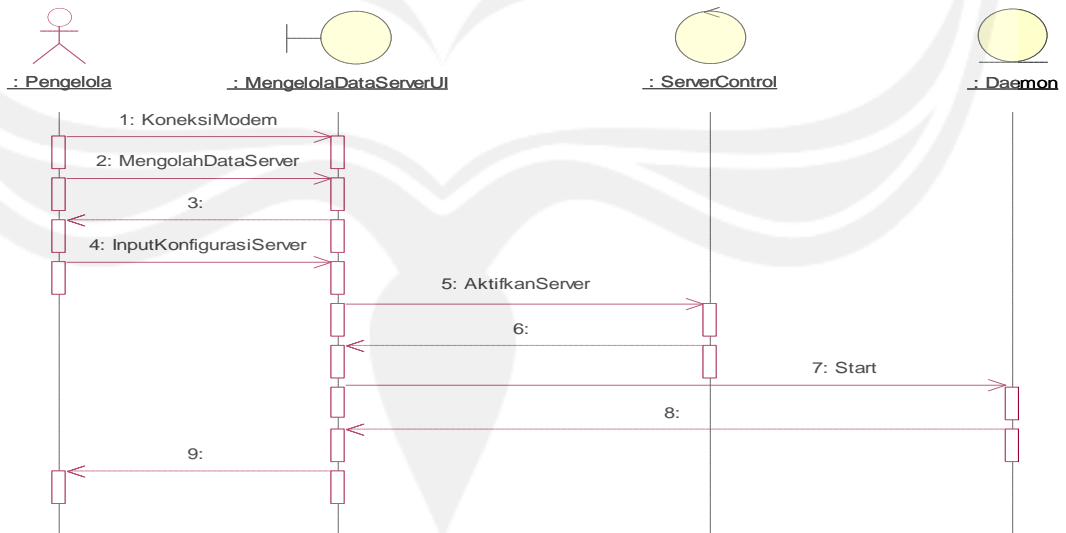 : Pengelola
: MengelolaDataServerUI
: ServerControl
: Daemon
1: KoneksiModem
2: MengolahDataServer
3:
4: InputKonfigurasiServer
5: AktifkanServer
6:
7: Start
8:
9: